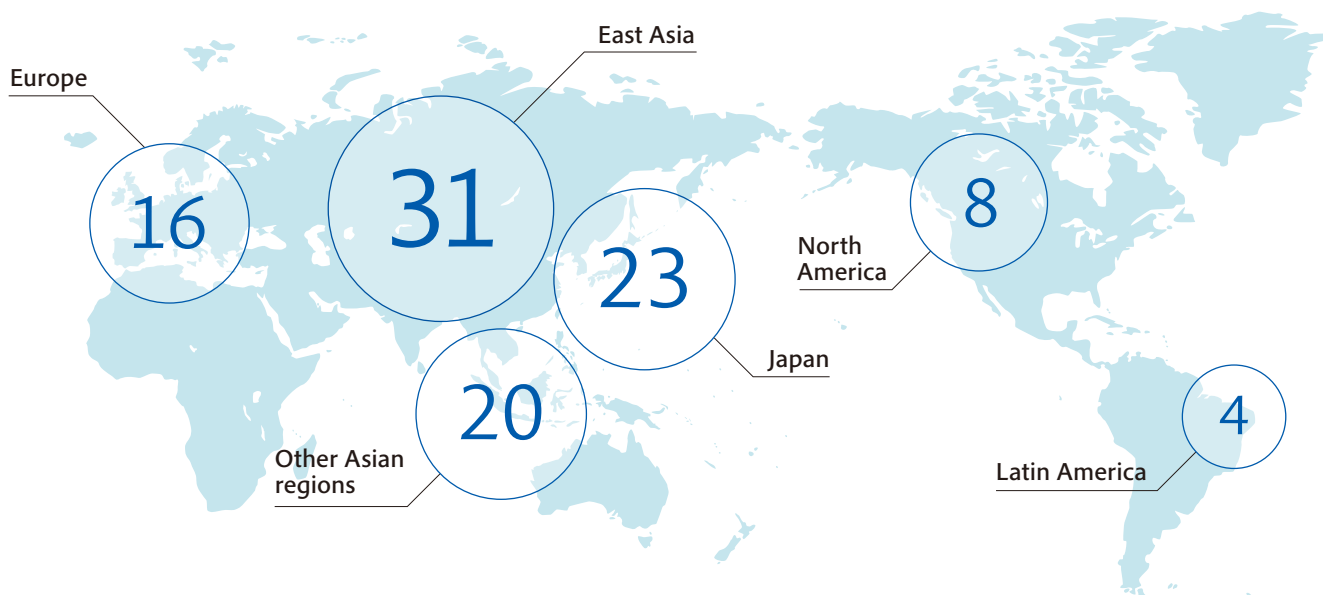 East Asia
31
Europe
16
Japan
23
Other Asian
regions
20
North
America
8
Latin America
4